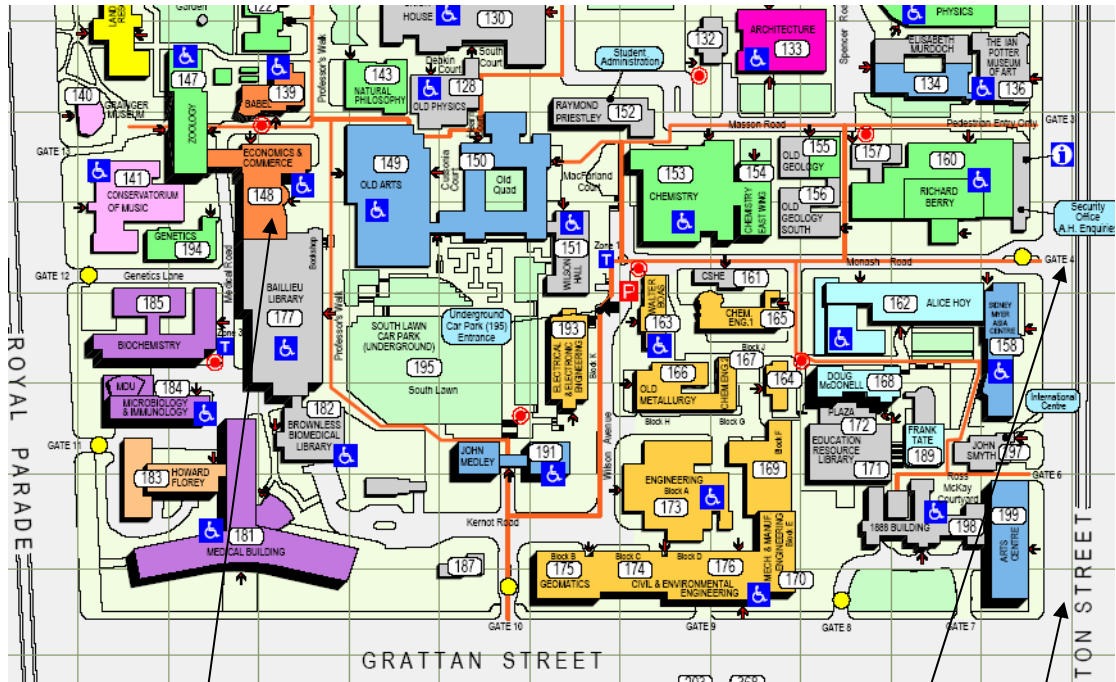 Garden
122
HOUSE
130
132
ARCHITECTURE
133
PHYSICS
LAND
147
139
BABEL
Professor's Walk
143
NATURAL
PHILOSOPHY
Deakin
Court
South
Court
128
OLD PHYSICS
Student
Administration
RAYMOND
PRIESTLEY
152
Spencer
ELISABETH
MURDOCH
134
THE IAN
POTTER
MUSEUM
OF ART
136
140
GRAINGER
MUSEUM
ZOOLOGY
GATE 13
Masson Road
Pedestrian Entry Only
GATE 3
ECONOMICS &
COMMERCE
148
149
OLD ARTS
150
Old
Quad
MacFarland
Court
153
CHEMISTRY
154
CHEMISTRY
EAST WING
155
OLD
GEOLOGY
156
OLD
GEOLOGY
SOUTH
157
160
RICHARD
BERRY
i
141
CONSERVATORIUM
OF MUSIC
GENETICS
194
Medical Road
Bookshop
151
WILSON
HALL
Zone 1
T
Security
Office
A.H. Enquiries
GATE 12
Genetics Lane
Monash Road
GATE 4
185
BIOCHEMISTRY
BAILLIEU
LIBRARY
177
Zone 3
T
Professor's Walk
SOUTH LAWN
CAR PARK
(UNDERGROUND)
195
South Lawn
Underground
Car Park (195)
Entrance
193
ELECTRICAL
& ELECTRONIC
ENGINEERING
Block K
P
WALTER
BOAS
163
CSHE
161
CHEM.
ENG.1
165
Block J
167
CHEM.ENG.2
166
OLD
METALLURGY
164
Block H
Block G
162
ALICE HOY
SIDNEY
MYER
ASIA
CENTRE
158
DOUG
McDONELL
168
International
Centre
MDU
184
MICROBIOLOGY
& IMMUNOLOGY
182
BROWNLESS
BIOMEDICAL
LIBRARY
GATE 11
183
HOWARD
FLOREY
JOHN
MEDLEY
191
Wilson Avenue
ENGINEERING
Block A
173
Block F
169
PLAZA
172
EDUCATION
RESOURCE
LIBRARY
171
FRANK
TATE
189
JOHN
SMYTH
797
Ross
McKay
Courtyard
GATE 6
Kernot Road
181
MEDICAL BUILDING
187
Block B
Block C
Block D
175
GEOMATICS
174
176
CIVIL & ENVIRONMENTAL
ENGINEERING
MECH. & MANUF.
ENGINEERING
Block E
170
1888 BUILDING
198
199
ARTS
CENTRE
GATE 10
GATE 9
GATE 8
GATE 7
ROYAL PARADE
GRATTAN STREET
TON STREET